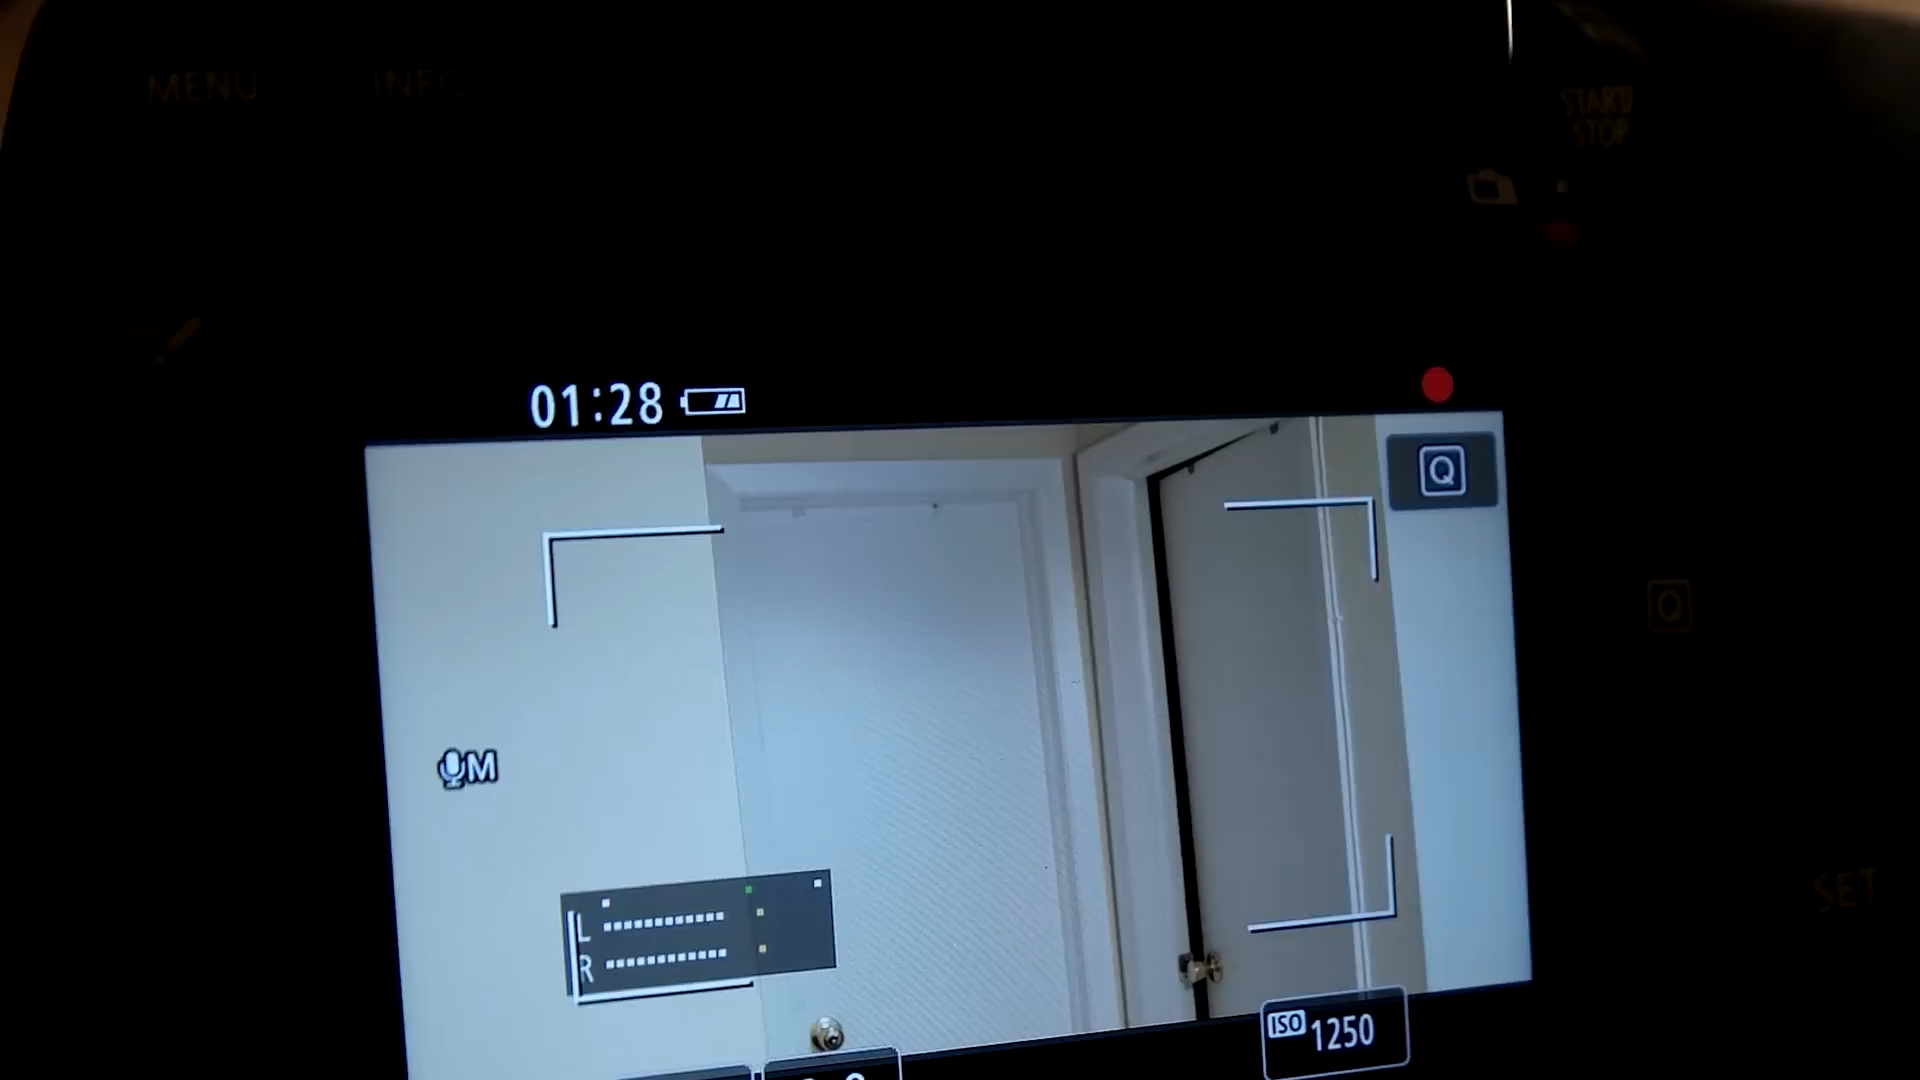 MENU INFO
START/
STOP
01:28
Q
Q
M
L
R
SET
ISO 1250